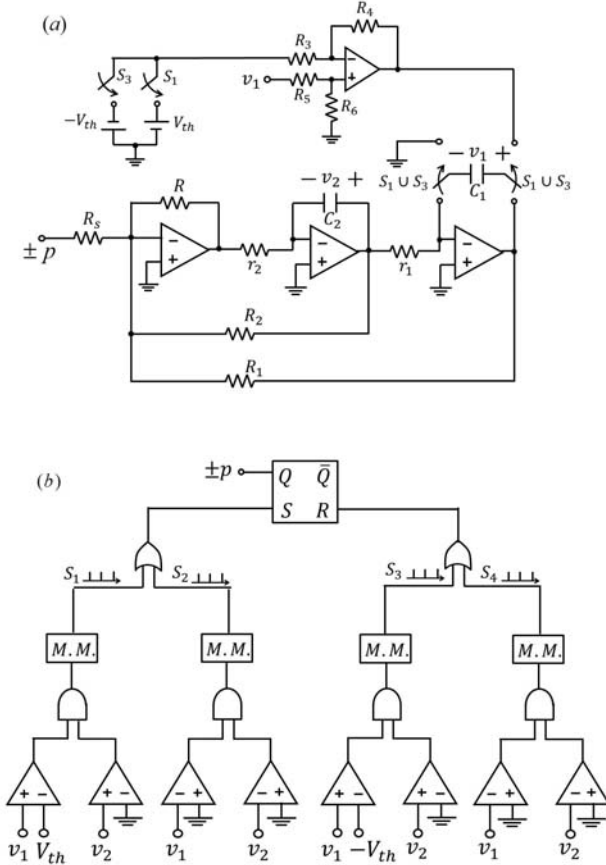 (a)
R₄
R₃
−
+
v₁
R₅
R₆
S₃ S₁
−Vₜₕ Vₜₕ
− v₁ +
S₁ ∪ S₃ C₁ S₁ ∪ S₃
R
− v₂ +
C₂
Rₛ
± p
−
+
r₂
−
+
r₁
−
+
R₂
R₁
(b)
±p
Q Q̄
S R
S₁ S₂ S₃ S₄
M.M. M.M. M.M. M.M.
+ − + − + − + − + − + − + − + −
v₁ Vₜₕ v₂ v₁ v₂ v₁ −Vₜₕ v₂ v₁ v₂